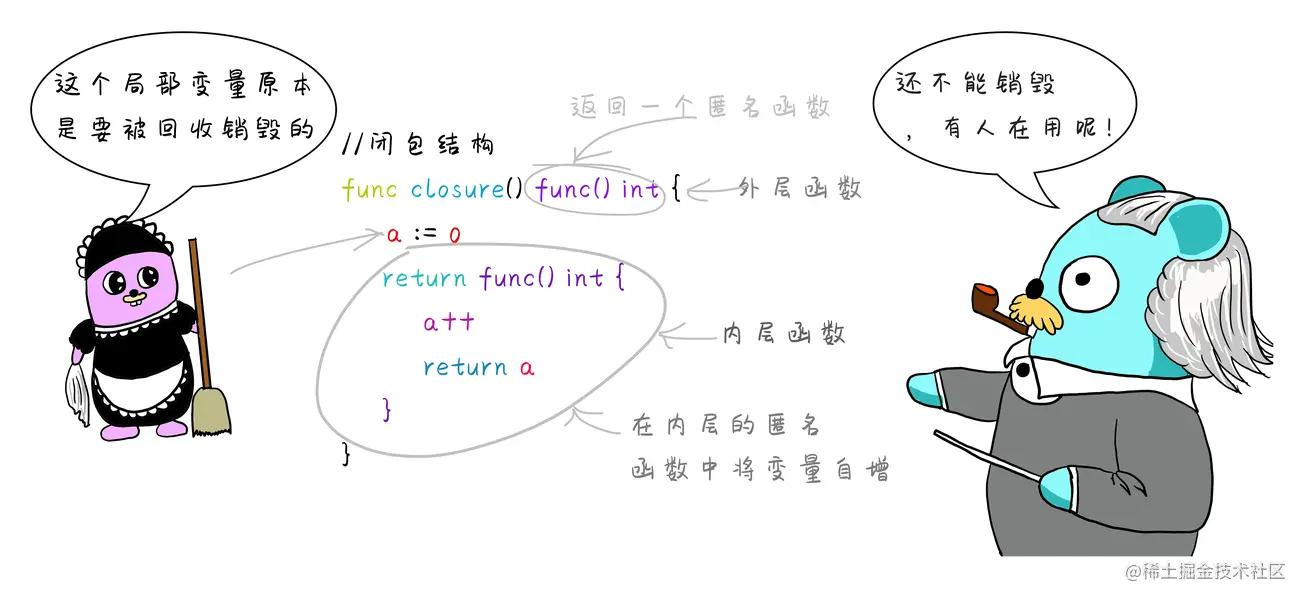 这个局部变量原本
是要被回收销毁的
还不能销毁
，有人在用呢!
返回一个匿名函数
//闭包结构
func closure() func() int {
外层函数
a := 0
return func() int {
a++
内层函数
return a
}
在内层的匿名
函数中将变量自增
}
@稀土掘金技术社区